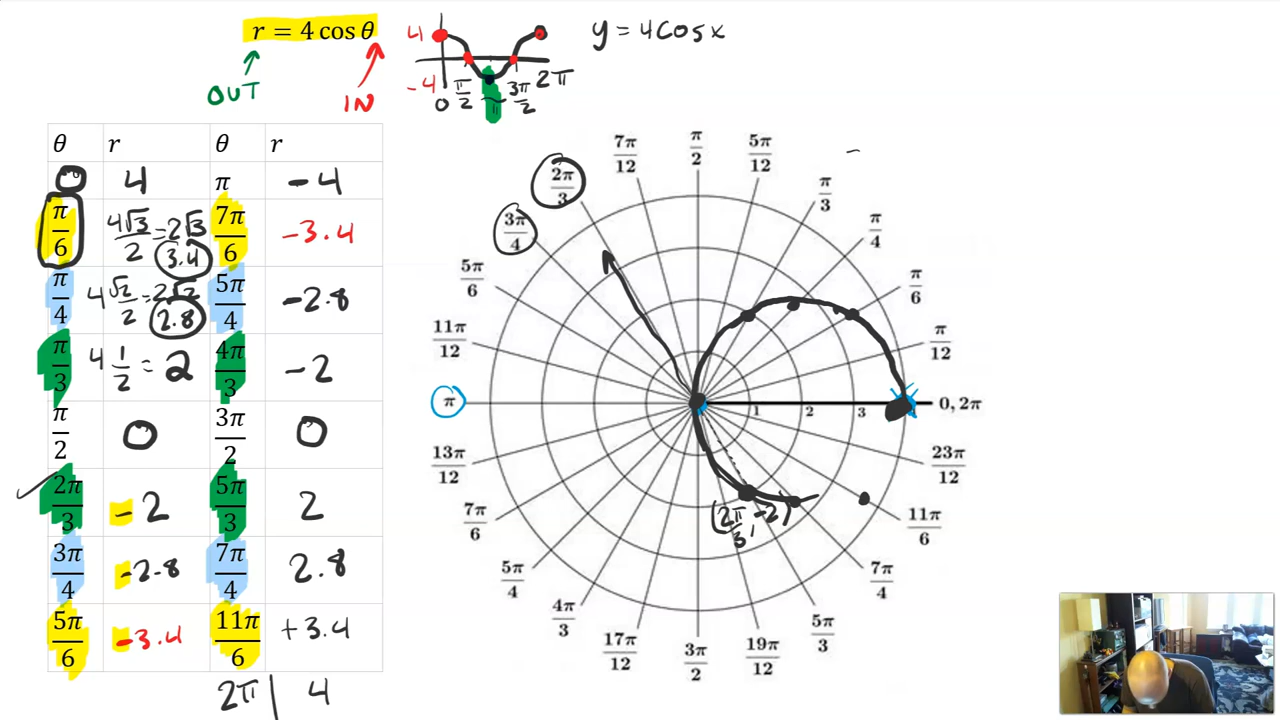 r = 4 cos θ
OUT
IN
4
-4
0 π/2 π 3π/2 2π
y = 4cosx
θ r θ r
0 4 π -4
π/6 4√3/2 = 2√3 3.4 7π/6 -3.4
π/4 4√2/2 = 2√2 2.8 5π/4 -2.8
π/3 4 1/2 = 2 4π/3 -2
π/2 0 3π/2 0
2π/3 -2 5π/3 2
3π/4 -2.8 7π/4 2.8
5π/6 -3.4 11π/6 +3.4
2π 4
7π/12 π/2 5π/12
2π/3 π/3
3π/4 π/4
5π/6 π/6
11π/12 π/12
π 1 2 3 0, 2π
13π/12 23π/12
(2π/3, -2)
7π/6 11π/6
5π/4 7π/4
4π/3 5π/3
17π/12 3π/2 19π/12